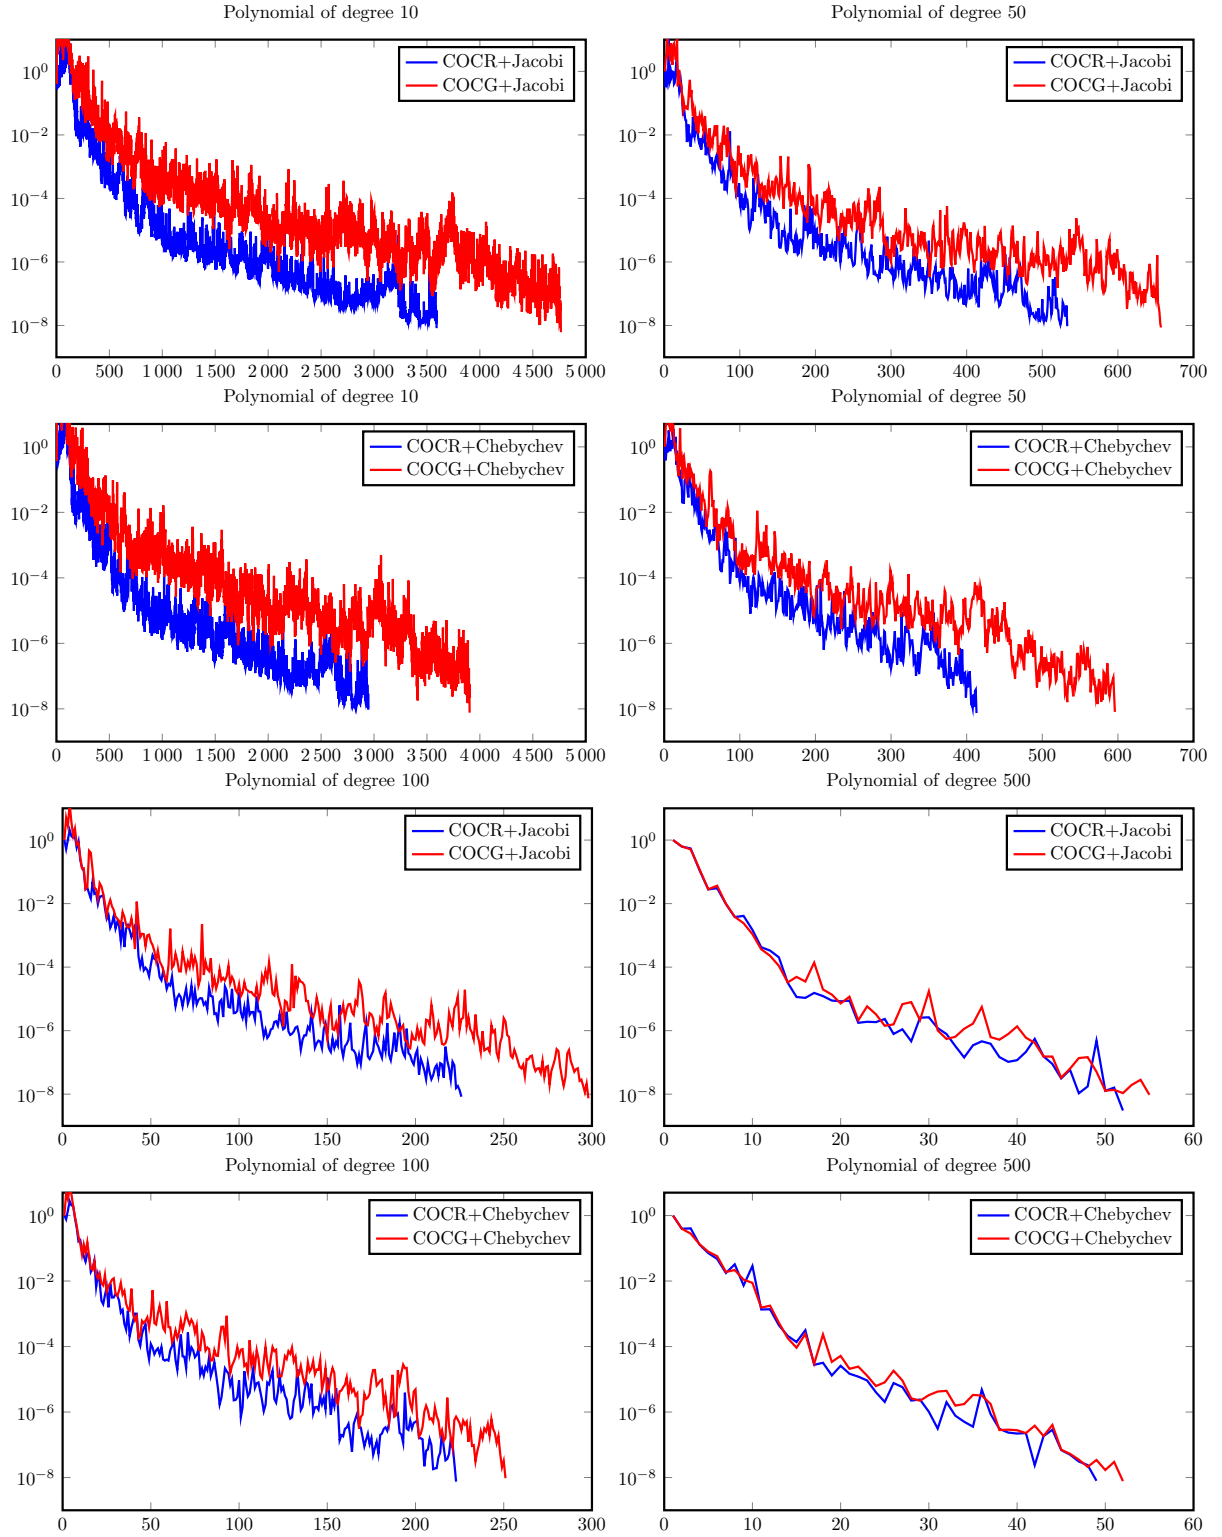 Polynomial of degree 10
Polynomial of degree 50
COCR+Jacobi
COCG+Jacobi
COCR+Jacobi
COCG+Jacobi
10^0
10^−2
10^−4
10^−6
10^−8
10^0
10^−2
10^−4
10^−6
10^−8
0 500 1 000 1 500 2 000 2 500 3 000 3 500 4 000 4 500 5 000
0 100 200 300 400 500 600 700
Polynomial of degree 10
Polynomial of degree 50
COCR+Chebychev
COCG+Chebychev
COCR+Chebychev
COCG+Chebychev
10^0
10^−2
10^−4
10^−6
10^−8
10^0
10^−2
10^−4
10^−6
10^−8
0 500 1 000 1 500 2 000 2 500 3 000 3 500 4 000 4 500 5 000
0 100 200 300 400 500 600 700
Polynomial of degree 100
Polynomial of degree 500
COCR+Jacobi
COCG+Jacobi
COCR+Jacobi
COCG+Jacobi
10^0
10^−2
10^−4
10^−6
10^−8
10^0
10^−2
10^−4
10^−6
10^−8
0 50 100 150 200 250 300
0 10 20 30 40 50 60
Polynomial of degree 100
Polynomial of degree 500
COCR+Chebychev
COCG+Chebychev
COCR+Chebychev
COCG+Chebychev
10^0
10^−2
10^−4
10^−6
10^−8
10^0
10^−2
10^−4
10^−6
10^−8
0 50 100 150 200 250 300
0 10 20 30 40 50 60